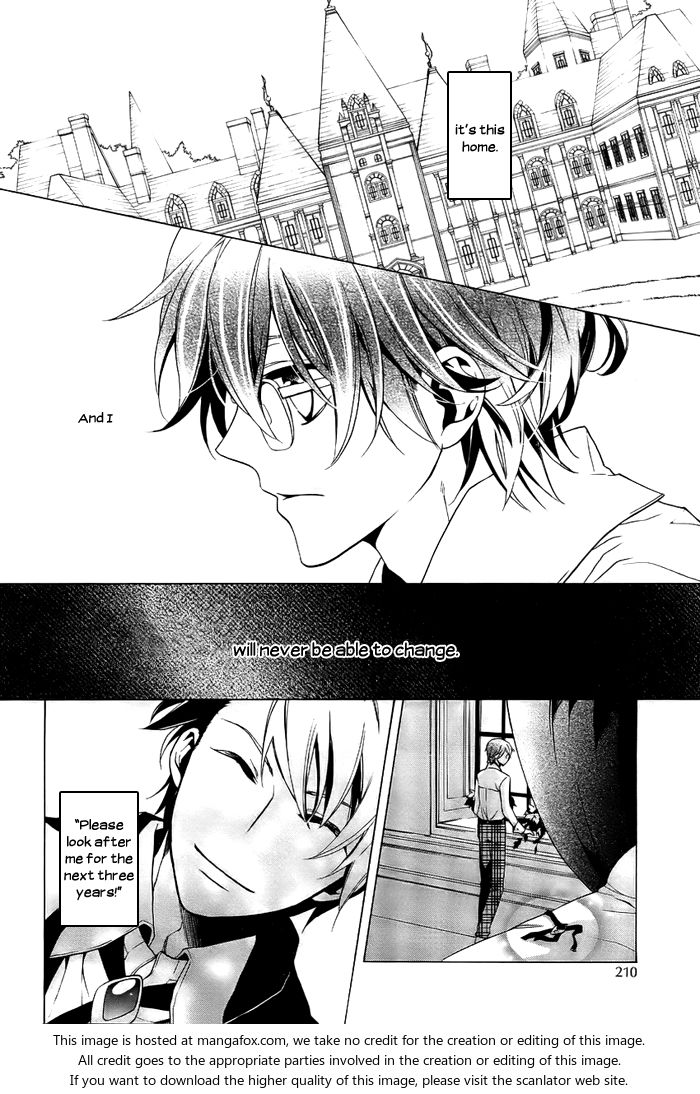 it's this
home.
And I
will never be able to change.
"Please
look after
me for the
next three
years!"
210
This image is hosted at mangafox.com, we take no credit for the creation or editing of this image.
All credit goes to the appropriate parties involved in the creation or editing of this image.
If you want to download the higher quality of this image, please visit the scanlator web site.